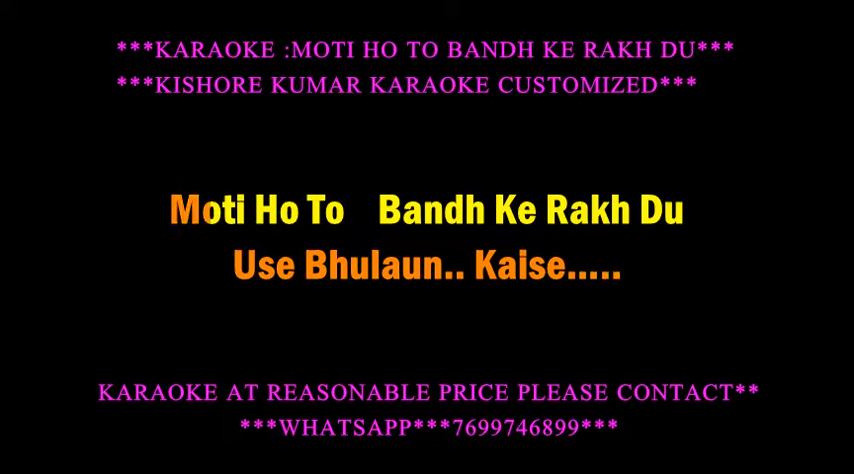 ***KARAOKE :MOTI HO TO BANDH KE RAKH DU***
***KISHORE KUMAR KARAOKE CUSTOMIZED***
Moti Ho To Bandh Ke Rakh Du
Use Bhulaun.. Kaise.....
KARAOKE AT REASONABLE PRICE PLEASE CONTACT**
***WHATSAPP***7699746899***